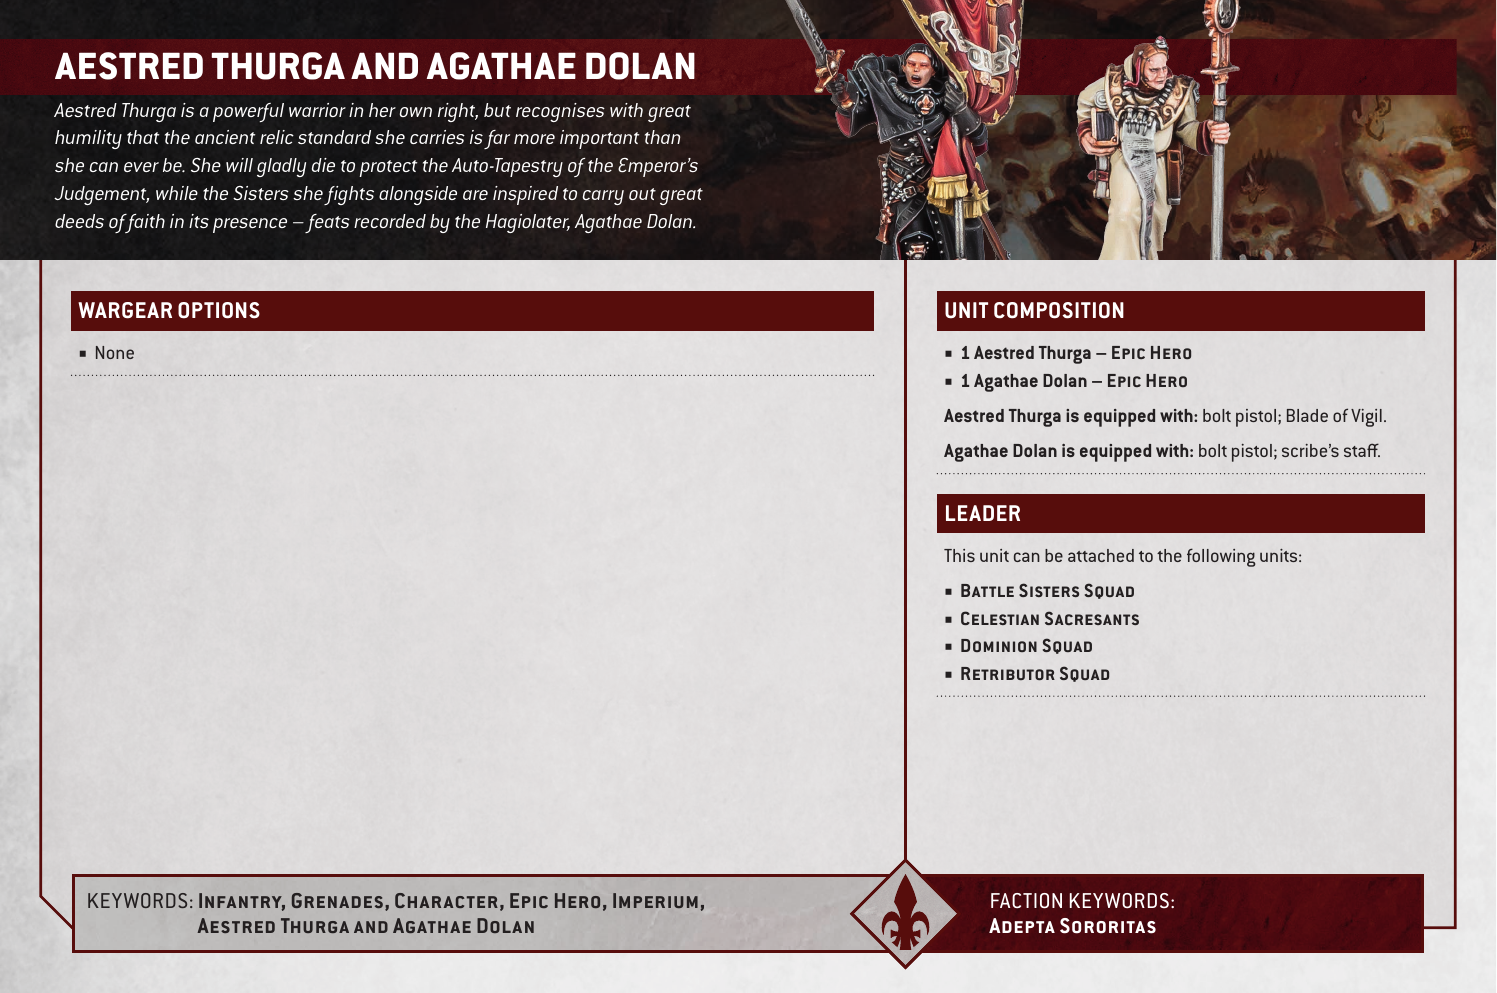 AESTRED THURGA AND AGATHAE DOLAN
Aestred Thurga is a powerful warrior in her own right, but recognises with great
humility that the ancient relic standard she carries is far more important than
she can ever be. She will gladly die to protect the Auto-Tapestry of the Emperor's
Judgement, while the Sisters she fights alongside are inspired to carry out great
deeds of faith in its presence – feats recorded by the Hagiolater, Agathae Dolan.
WARGEAR OPTIONS
▪ None
UNIT COMPOSITION
▪ 1 Aestred Thurga – Epic Hero
▪ 1 Agathae Dolan – Epic Hero
Aestred Thurga is equipped with: bolt pistol; Blade of Vigil.
Agathae Dolan is equipped with: bolt pistol; scribe's staff.
LEADER
This unit can be attached to the following units:
▪ Battle Sisters Squad
▪ Celestian Sacresants
▪ Dominion Squad
▪ Retributor Squad
KEYWORDS: Infantry, Grenades, Character, Epic Hero, Imperium,
Aestred Thurga and Agathae Dolan
FACTION KEYWORDS:
Adepta Sororitas